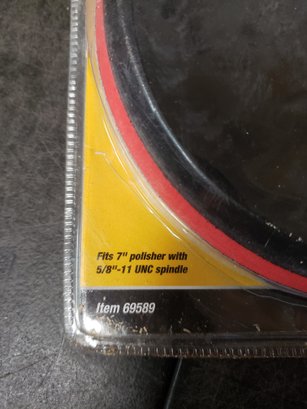 Fits 7" polisher with
5/8"-11 UNC spindle
Item 69589